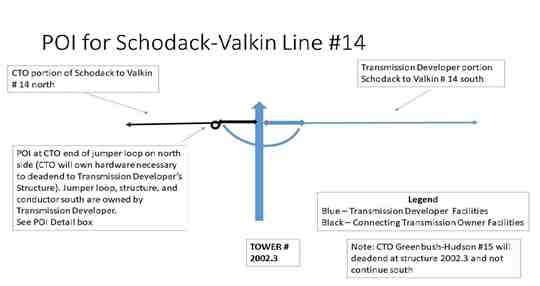 POI for Schodack-Valkin Line #14
CTO portion of Schodack to Valkin
# 14 north
Transmission Developer portion
Schodack to Valkin # 14 south
POI at CTO end of jumper loop on north
side (CTO will own hardware necessary
to deadend to Transmission Developer's
Structure). Jumper loop, structure, and
conductor south are owned by
Transmission Developer.
See POI Detail box
Legend
Blue – Transmission Developer Facilities
Black – Connecting Transmission Owner Facilities
TOWER #
2002.3
Note: CTO Greenbush-Hudson #15 will
deadend at structure 2002.3 and not
continue south